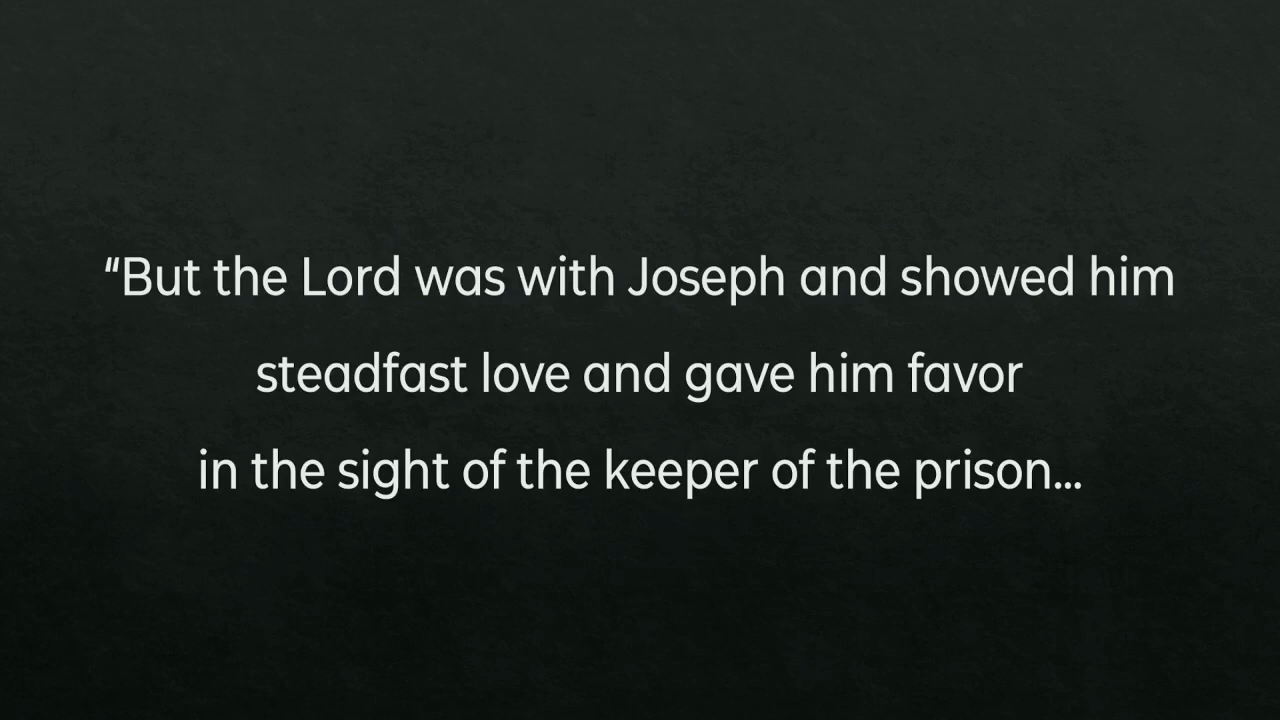 “But the Lord was with Joseph and showed him
steadfast love and gave him favor
in the sight of the keeper of the prison...